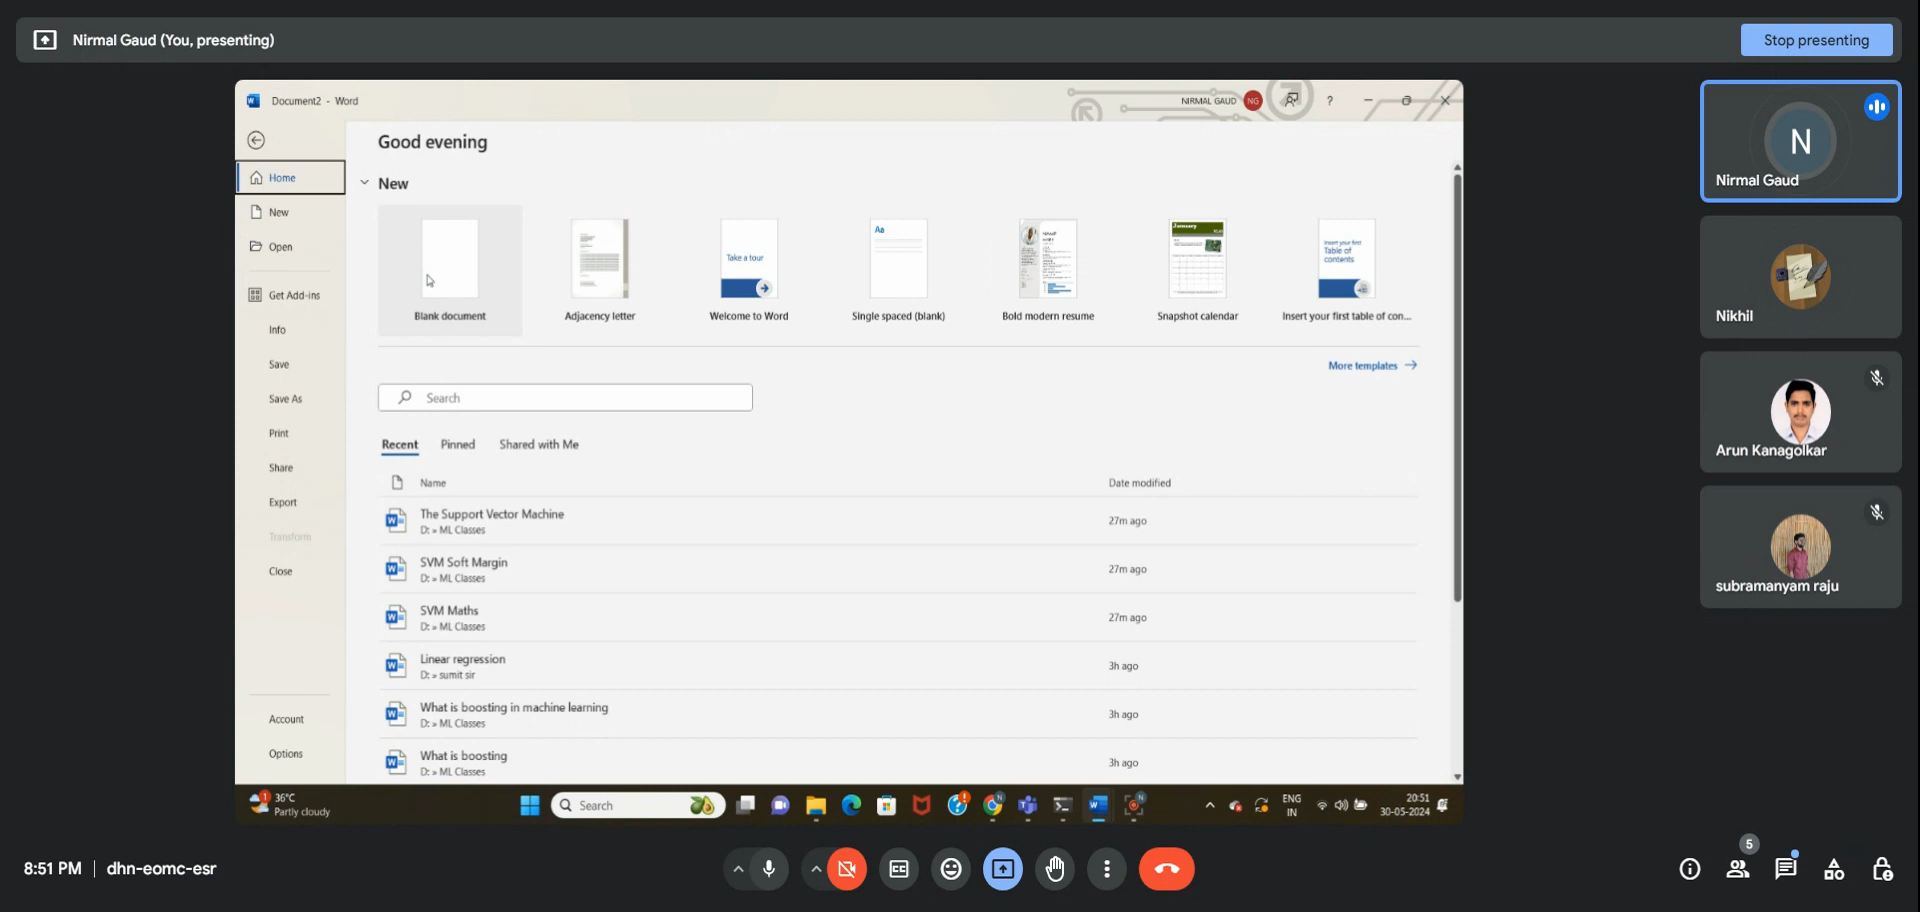 Nirmal Gaud (You, presenting)
Stop presenting
Document2 - Word
NIRMAL GAUD NG ?
Good evening
Home
New
Open
Get Add-ins
Info
Save
Save As
Print
Share
Export
Transform
Close
Account
Options
New
Aa
Take a tour
January
Insert your first
Table of
contents
Blank document
Adjacency letter
Welcome to Word
Single spaced (blank)
Bold modern resume
Snapshot calendar
Insert your first table of con...
More templates
Search
Recent Pinned Shared with Me
Name Date modified
The Support Vector Machine
D: » ML Classes
27m ago
SVM Soft Margin
D: » ML Classes
27m ago
SVM Maths
D: » ML Classes
27m ago
Linear regression
D: » sumit sir
3h ago
What is boosting in machine learning
D: » ML Classes
3h ago
What is boosting
D: » ML Classes
3h ago
1
36°C
Partly cloudy
Search
ENG
IN
20:51
30-05-2024
N
Nirmal Gaud
Nikhil
Arun Kanagolkar
subramanyam raju
8:51 PM | dhn-eomc-esr
5